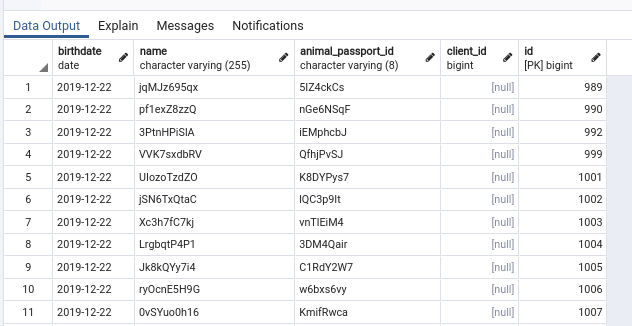 Data Output Explain Messages Notifications
birthdate name animal_passport_id client_id id
date character varying (255) character varying (8) bigint [PK] bigint
1 2019-12-22 jqMJz695qx 5IZ4ckCs [null] 989
2 2019-12-22 pf1exZ8zzQ nGe6NSqF [null] 990
3 2019-12-22 3PtnHPiSIA iEMphcbJ [null] 992
4 2019-12-22 VVK7sxdbRV QfhjPvSJ [null] 999
5 2019-12-22 UIozoTzdZO K8DYPys7 [null] 1001
6 2019-12-22 jSN6TxQtaC IQC3p9It [null] 1002
7 2019-12-22 Xc3h7fC7kj vnTIEiM4 [null] 1003
8 2019-12-22 LrgbqtP4P1 3DM4Qair [null] 1004
9 2019-12-22 Jk8kQYy7i4 C1RdY2W7 [null] 1005
10 2019-12-22 ryOcnE5H9G w6bxs6vy [null] 1006
11 2019-12-22 0vSYuo0h16 KmifRwca [null] 1007